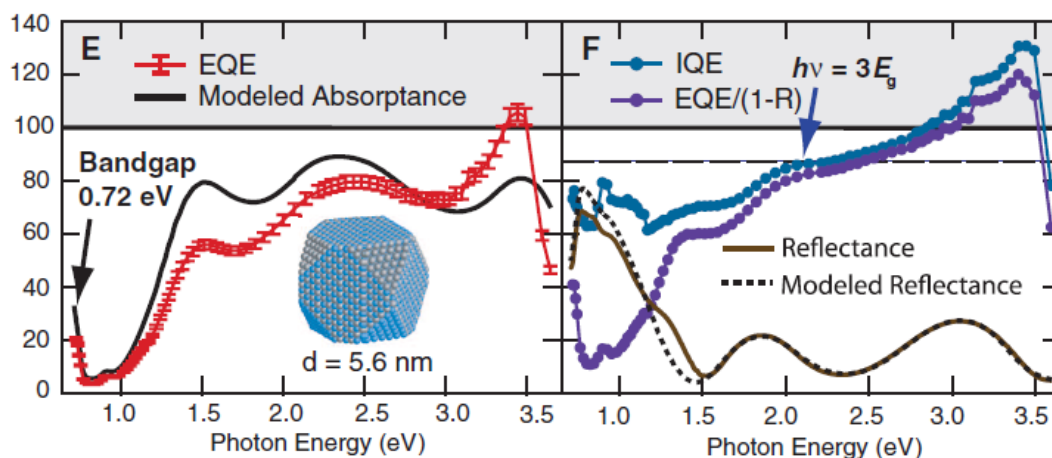 140
120
100
80
60
40
20
0
E
EQE
Modeled Absorptance
Bandgap
0.72 eV
d = 5.6 nm
1.0 1.5 2.0 2.5 3.0 3.5
Photon Energy (eV)
F
IQE
EQE/(1-R)
hν = 3Eg
Reflectance
Modeled Reflectance
1.0 1.5 2.0 2.5 3.0 3.5
Photon Energy (eV)